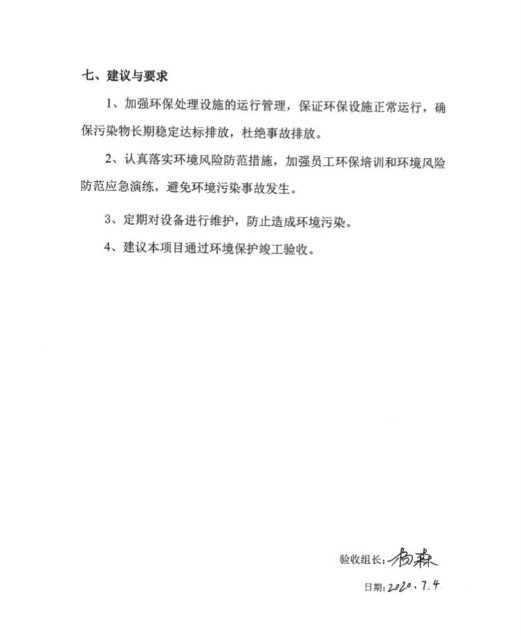 七、建议与要求
1、加强环保处理设施的运行管理，保证环保设施正常运行，确
保污染物长期稳定达标排放，杜绝事故排放。
2、认真落实环境风险防范措施，加强员工环保培训和环境风险
防范应急演练，避免环境污染事故发生。
3、定期对设备进行维护，防止造成环境污染。
4、建议本项目通过环境保护竣工验收。
验收组长：杨森
日期：2020.7.4